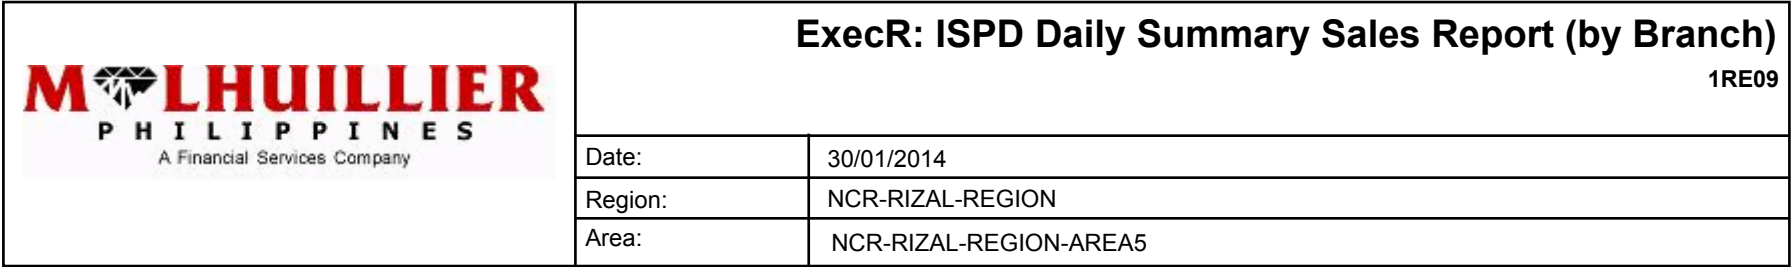 M LHUILLIER
PHILIPPINES
A Financial Services Company
ExecR: ISPD Daily Summary Sales Report (by Branch)
1RE09
Date: 30/01/2014
Region: NCR-RIZAL-REGION
Area: NCR-RIZAL-REGION-AREA5